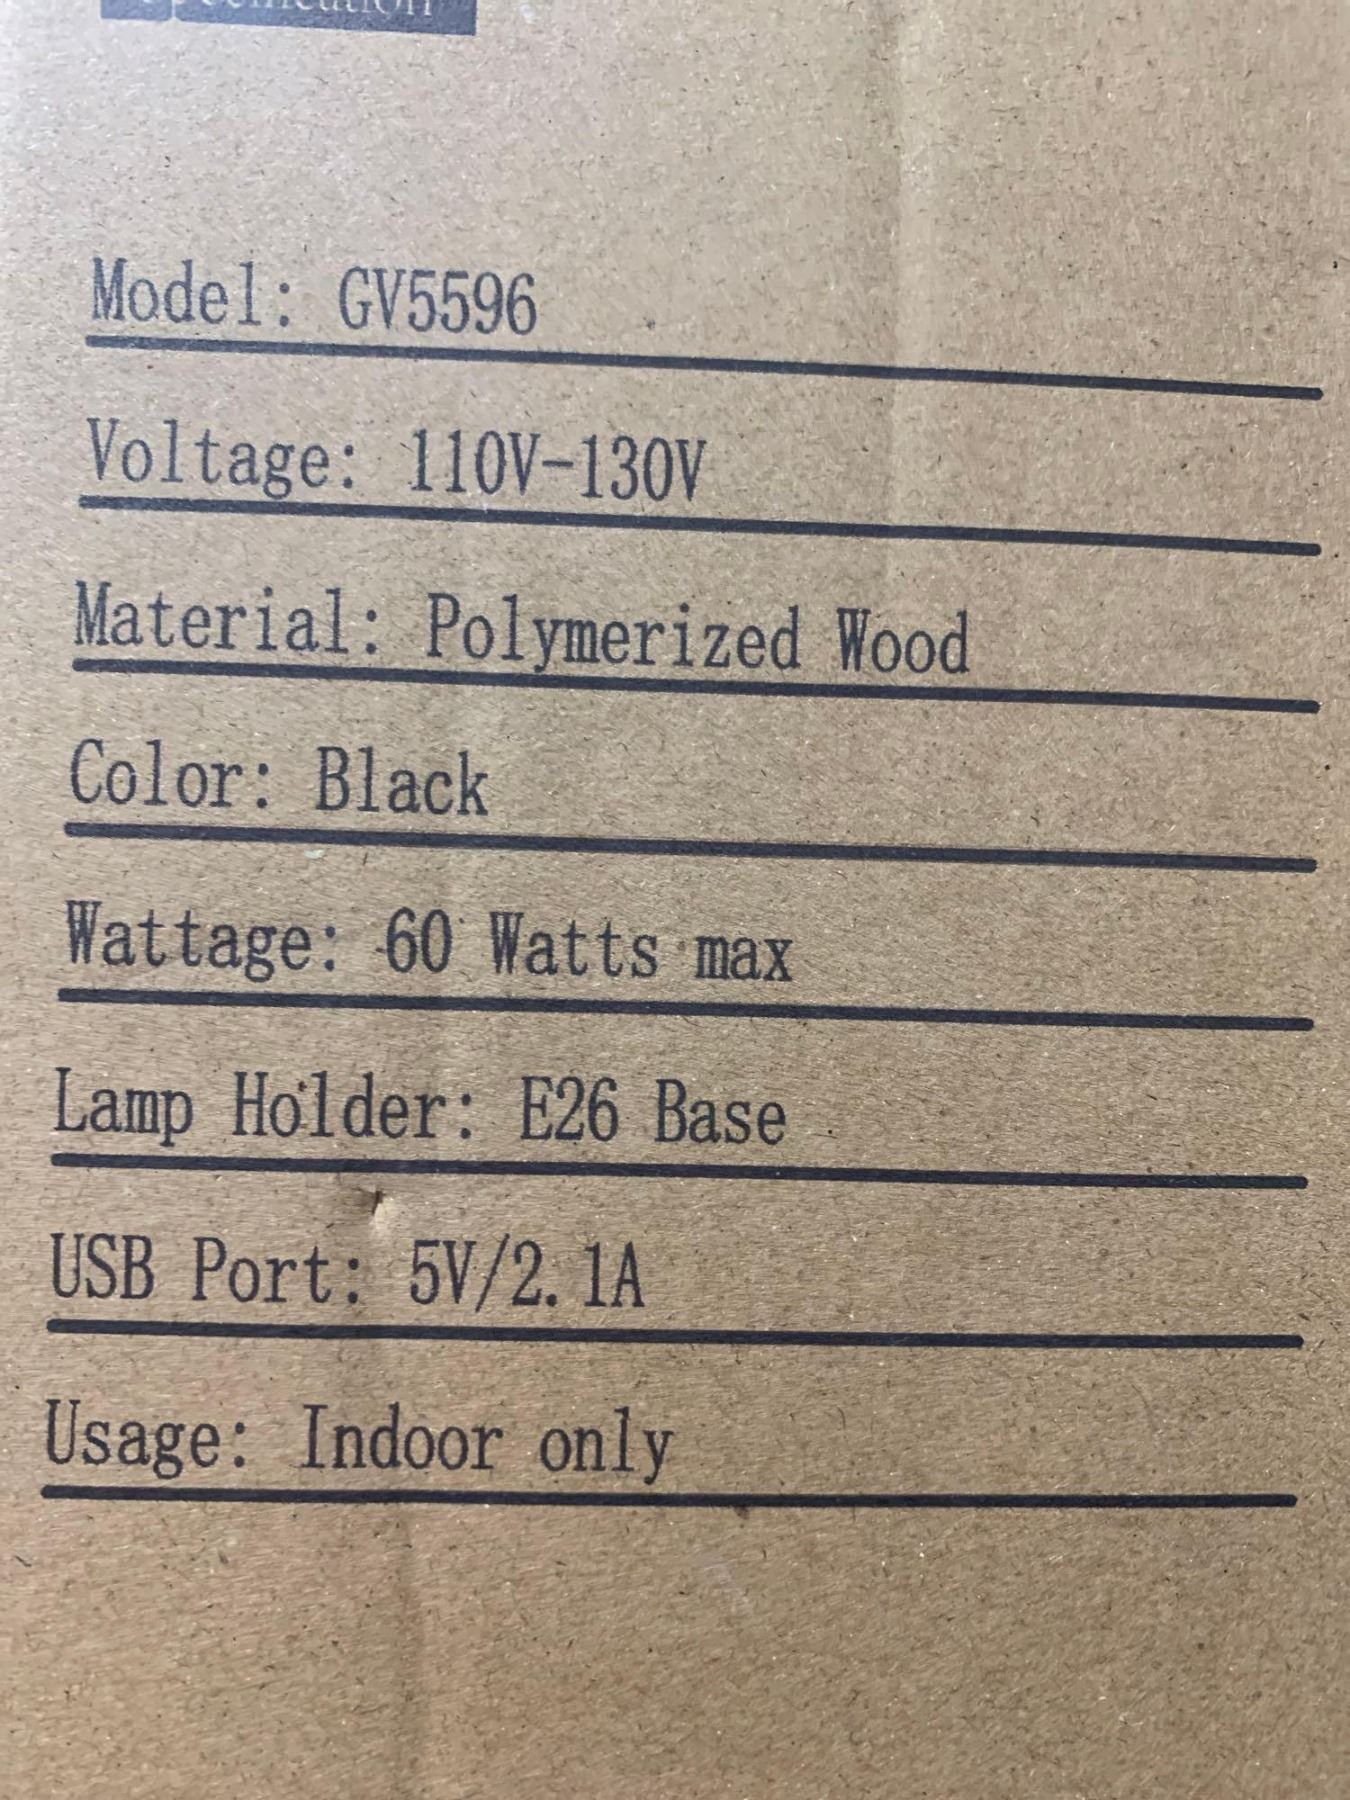 Specification
Model: GV5596
Voltage: 110V-130V
Material: Polymerized Wood
Color: Black
Wattage: 60 Watts max
Lamp Holder: E26 Base
USB Port: 5V/2.1A
Usage: Indoor only